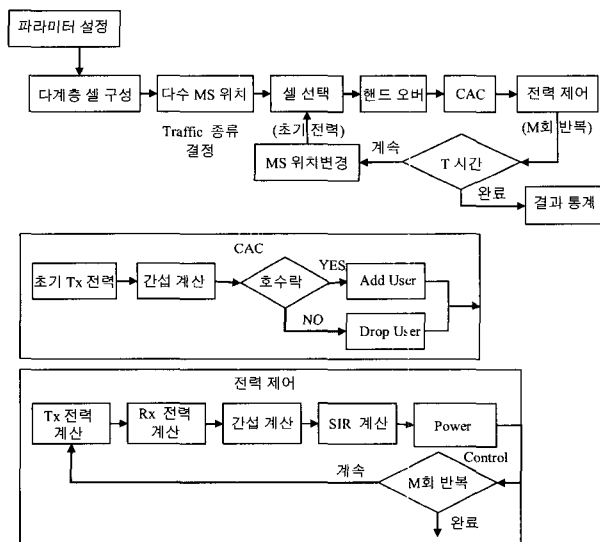 파라미터 설정
다계층 셀 구성
다수 MS 위치
셀 선택
핸드 오버
CAC
전력 제어
Traffic 종류
결정
(초기 전력)
(M회 반복)
MS 위치변경
계속
T 시간
완료
결과 통계
CAC
초기 Tx 전력
간섭 계산
호수락
YES
Add User
NO
Drop User
전력 제어
Tx 전력
계산
Rx 전력
계산
간섭 계산
SIR 계산
Power
Control
계속
M회 반복
완료